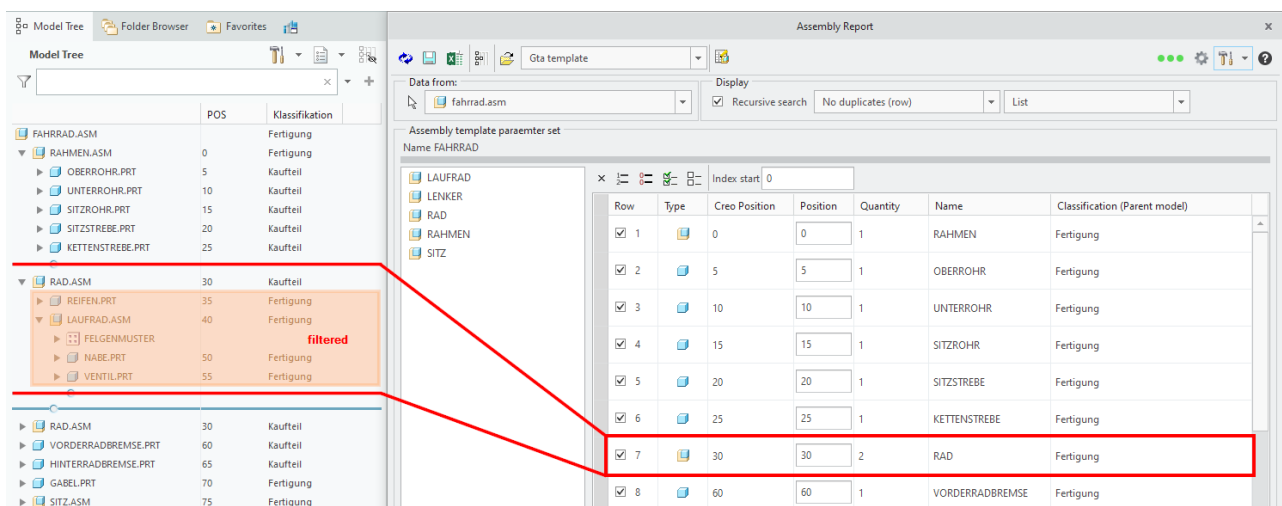 Model Tree Folder Browser Favorites
Model Tree
POS Klassifikation
FAHRRAD.ASM Fertigung
RAHMEN.ASM 0 Fertigung
OBERROHR.PRT 5 Kaufteil
UNTERROHR.PRT 10 Kaufteil
SITZROHR.PRT 15 Kaufteil
SITZSTREBE.PRT 20 Kaufteil
KETTENSTREBE.PRT 25 Kaufteil
RAD.ASM 30 Kaufteil
REIFEN.PRT 35 Fertigung
LAUFRAD.ASM 40 Fertigung
FELGENMUSTER filtered
NABE.PRT 50 Fertigung
VENTIL.PRT 55 Fertigung
RAD.ASM 30 Kaufteil
VORDERRADBREMSE.PRT 60 Kaufteil
HINTERRADBREMSE.PRT 65 Kaufteil
GABEL.PRT 70 Fertigung
SITZ.ASM 75 Fertigung
Assembly Report x
Gta template
Data from: Display
fahrrad.asm Recursive search No duplicates (row) List
Assembly template paraemter set
Name FAHRRAD
LAUFRAD
LENKER
RAD
RAHMEN
SITZ
Index start 0
Row Type Creo Position Position Quantity Name Classification (Parent model)
1 0 0 1 RAHMEN Fertigung
2 5 5 1 OBERROHR Fertigung
3 10 10 1 UNTERROHR Fertigung
4 15 15 1 SITZROHR Fertigung
5 20 20 1 SITZSTREBE Fertigung
6 25 25 1 KETTENSTREBE Fertigung
7 30 30 2 RAD Fertigung
8 60 60 1 VORDERRADBREMSE Fertigung